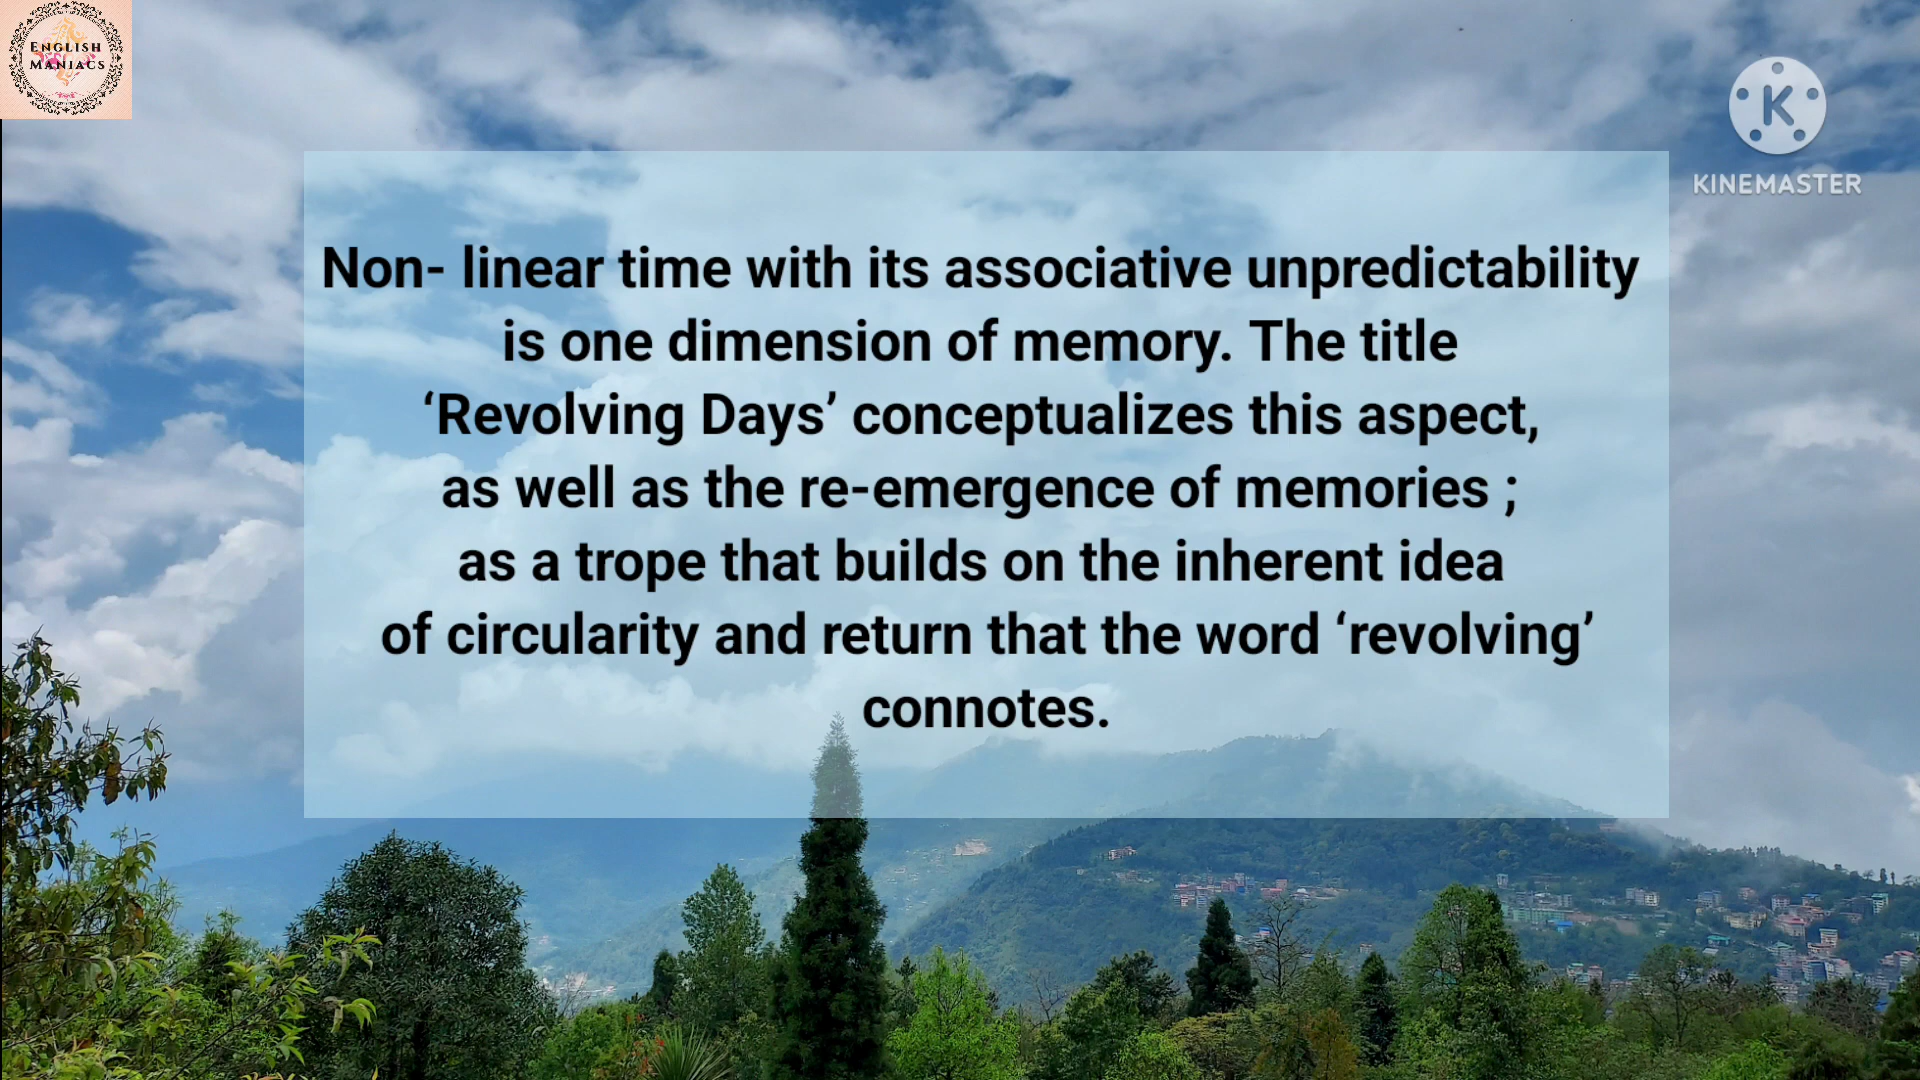 ENGLISH
MANIACS
K
KINEMASTER
Non- linear time with its associative unpredictability
is one dimension of memory. The title
‘Revolving Days’ conceptualizes this aspect,
as well as the re-emergence of memories ;
as a trope that builds on the inherent idea
of circularity and return that the word ‘revolving’
connotes.